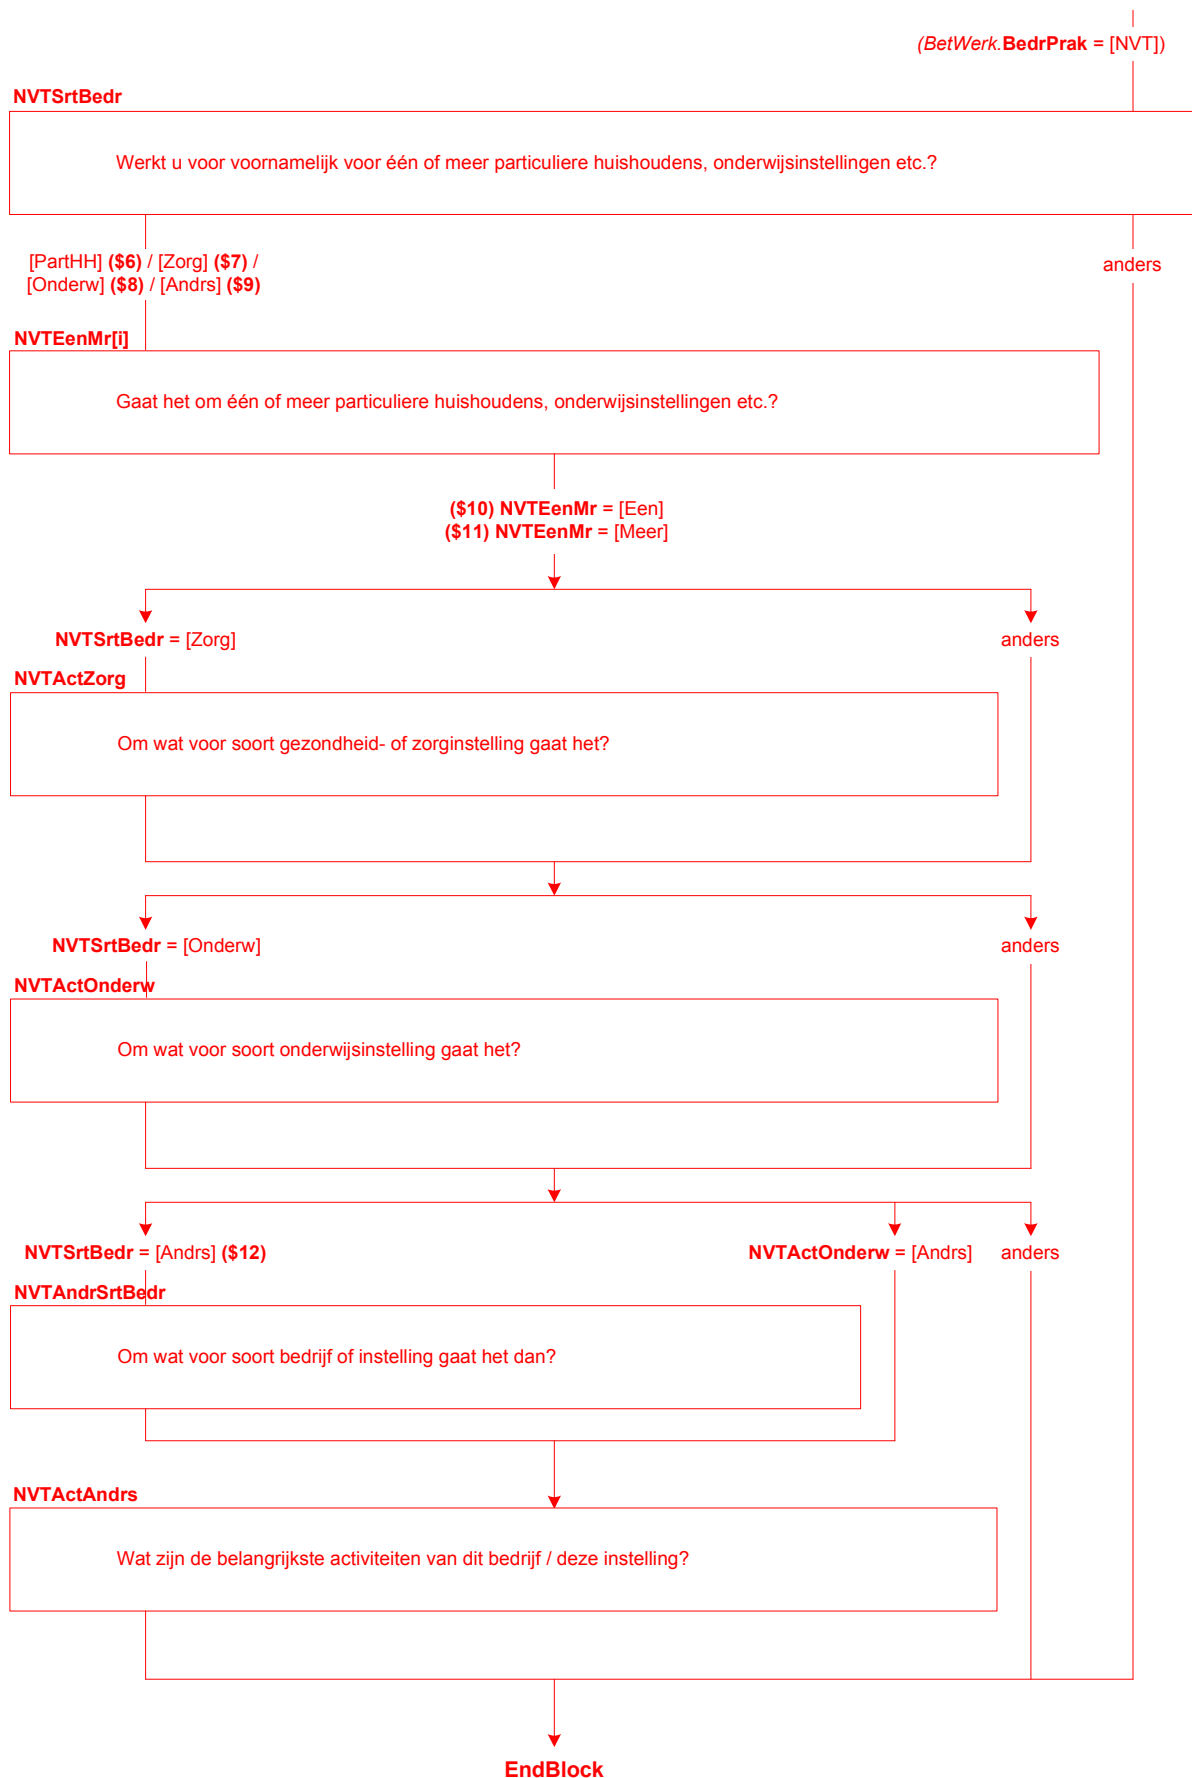 (BetWerk.BedrPrak = [NVT])
NVTSrtBedr
Werkt u voor voornamelijk voor één of meer particuliere huishoudens, onderwijsinstellingen etc.?
[PartHH] ($6) / [Zorg] ($7) /
[Onderw] ($8) / [Andrs] ($9)
anders
NVTEenMr[i]
Gaat het om één of meer particuliere huishoudens, onderwijsinstellingen etc.?
($10) NVTEenMr = [Een]
($11) NVTEenMr = [Meer]
NVTSrtBedr = [Zorg]
anders
NVTActZorg
Om wat voor soort gezondheid- of zorginstelling gaat het?
NVTSrtBedr = [Onderw]
anders
NVTActOnderw
Om wat voor soort onderwijsinstelling gaat het?
NVTSrtBedr = [Andrs] ($12)
NVTActOnderw = [Andrs]
anders
NVTAndrSrtBedr
Om wat voor soort bedrijf of instelling gaat het dan?
NVTActAndrs
Wat zijn de belangrijkste activiteiten van dit bedrijf / deze instelling?
EndBlock